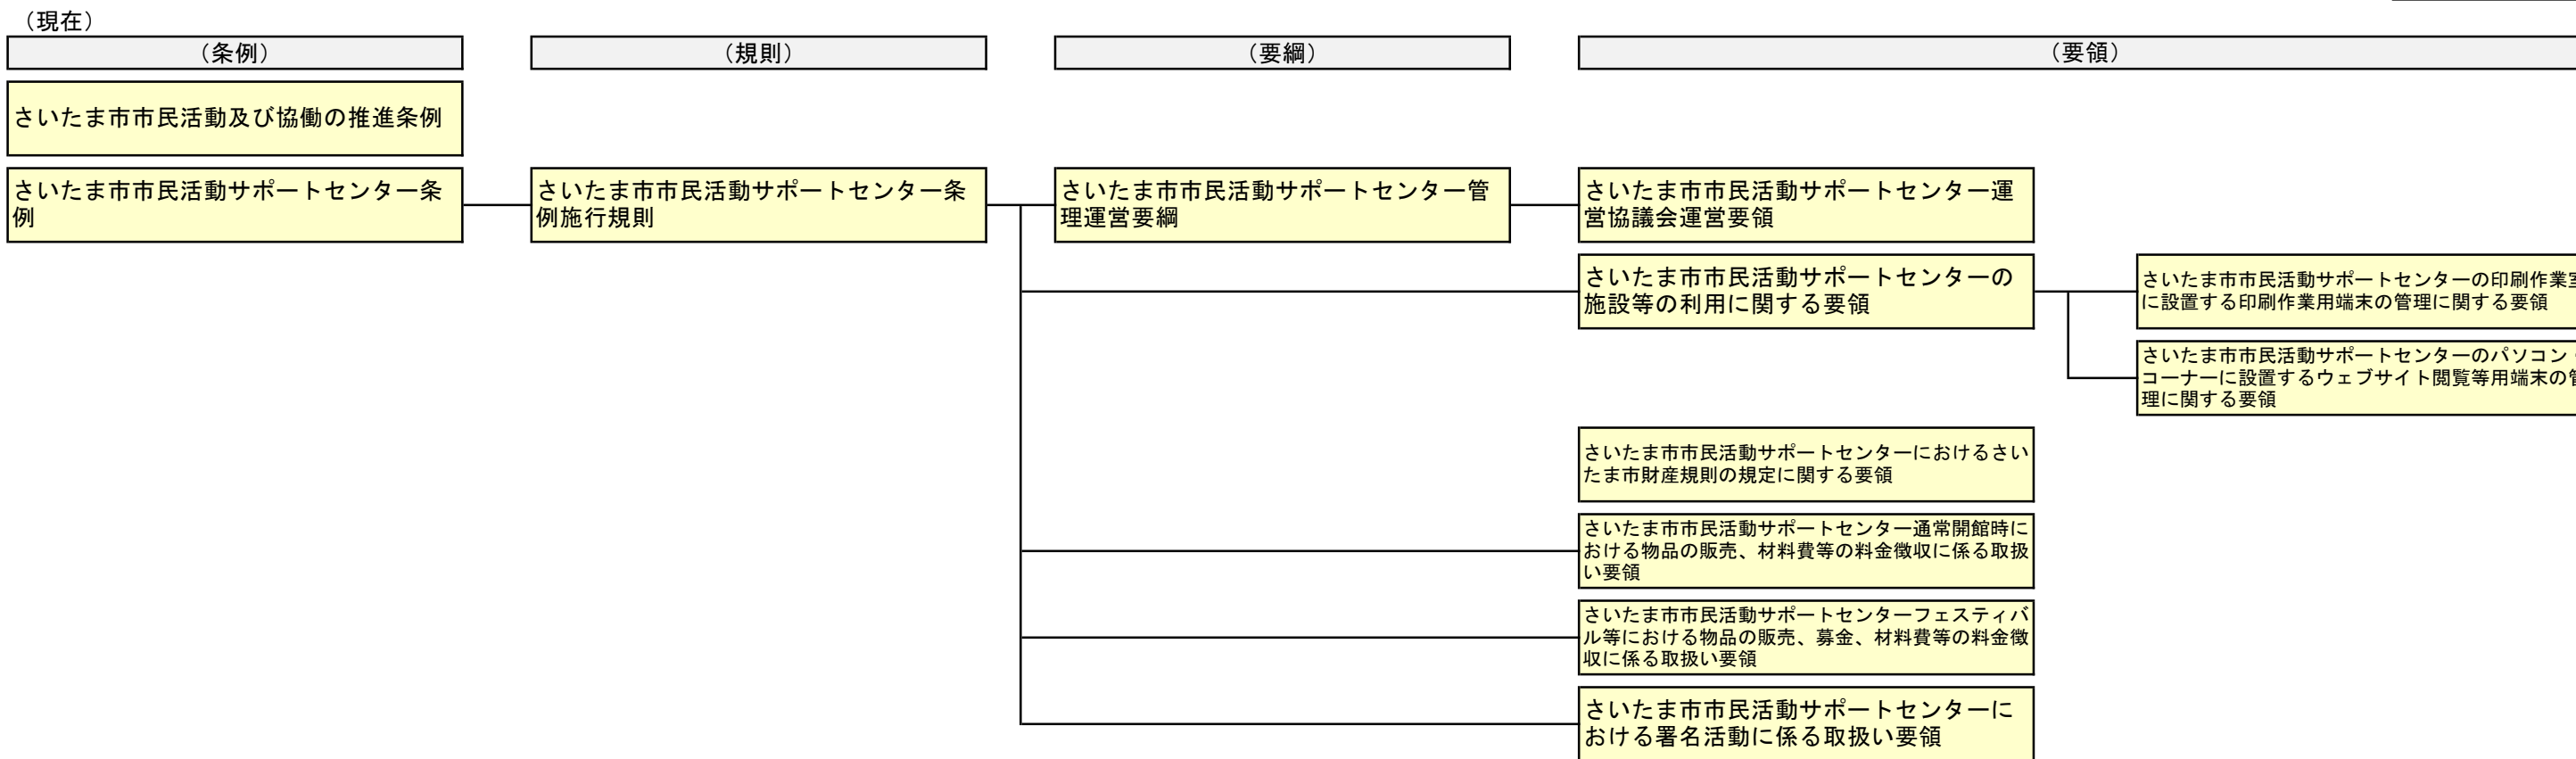 （現在）
（条例）
（規則）
（要綱）
（要領）
さいたま市市民活動及び協働の推進条例
さいたま市市民活動サポートセンター条
例
さいたま市市民活動サポートセンター条
例施行規則
さいたま市市民活動サポートセンター管
理運営要綱
さいたま市市民活動サポートセンター運
営協議会運営要領
さいたま市市民活動サポートセンターの
施設等の利用に関する要領
さいたま市市民活動サポートセンターの印刷作業室
に設置する印刷作業用端末の管理に関する要領
さいたま市市民活動サポートセンターのパソコン・
コーナーに設置するウェブサイト閲覧等用端末の管
理に関する要領
さいたま市市民活動サポートセンターにおけるさい
たま市財産規則の規定に関する要領
さいたま市市民活動サポートセンター通常開館時に
おける物品の販売、材料費等の料金徴収に係る取扱
い要領
さいたま市市民活動サポートセンターフェスティバ
ル等における物品の販売、募金、材料費等の料金徴
収に係る取扱い要領
さいたま市市民活動サポートセンターに
おける署名活動に係る取扱い要領